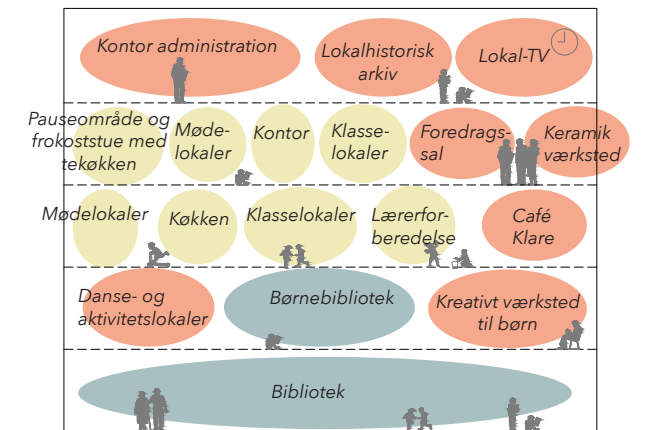 Kontor administration
Lokalhistorisk
arkiv
Lokal-TV
Pauseområde og
frokoststue med
tekøkken
Møde-
lokaler
Kontor
Klasse-
lokaler
Foredrags-
sal
Keramik
værksted
Mødelokaler
Køkken
Klasselokaler
Lærerfor-
beredelse
Café
Klare
Danse- og
aktivitetslokaler
Børnebibliotek
Kreativt værksted
til børn
Bibliotek